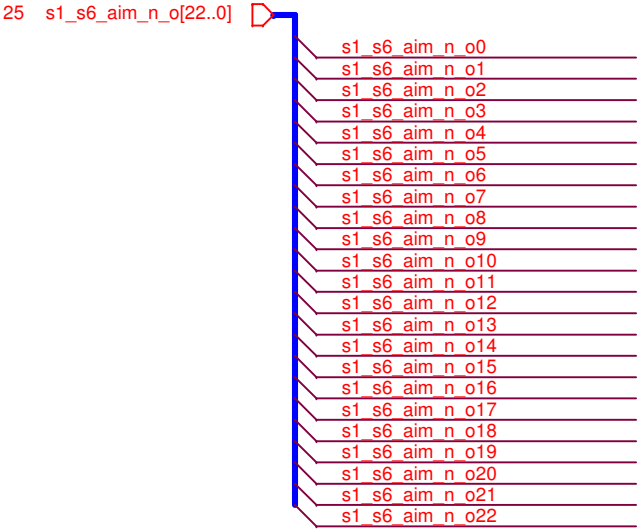 25 s1_s6_aim_n_o[22..0]
s1_s6_aim_n_o0
s1_s6_aim_n_o1
s1_s6_aim_n_o2
s1_s6_aim_n_o3
s1_s6_aim_n_o4
s1_s6_aim_n_o5
s1_s6_aim_n_o6
s1_s6_aim_n_o7
s1_s6_aim_n_o8
s1_s6_aim_n_o9
s1_s6_aim_n_o10
s1_s6_aim_n_o11
s1_s6_aim_n_o12
s1_s6_aim_n_o13
s1_s6_aim_n_o14
s1_s6_aim_n_o15
s1_s6_aim_n_o16
s1_s6_aim_n_o17
s1_s6_aim_n_o18
s1_s6_aim_n_o19
s1_s6_aim_n_o20
s1_s6_aim_n_o21
s1_s6_aim_n_o22